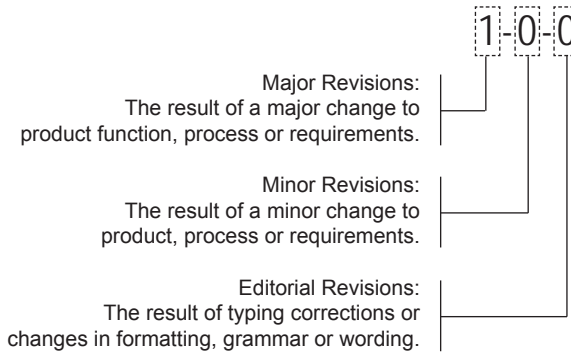 1-0-0
Major Revisions:
The result of a major change to
product function, process or requirements.
Minor Revisions:
The result of a minor change to
product, process or requirements.
Editorial Revisions:
The result of typing corrections or
changes in formatting, grammar or wording.